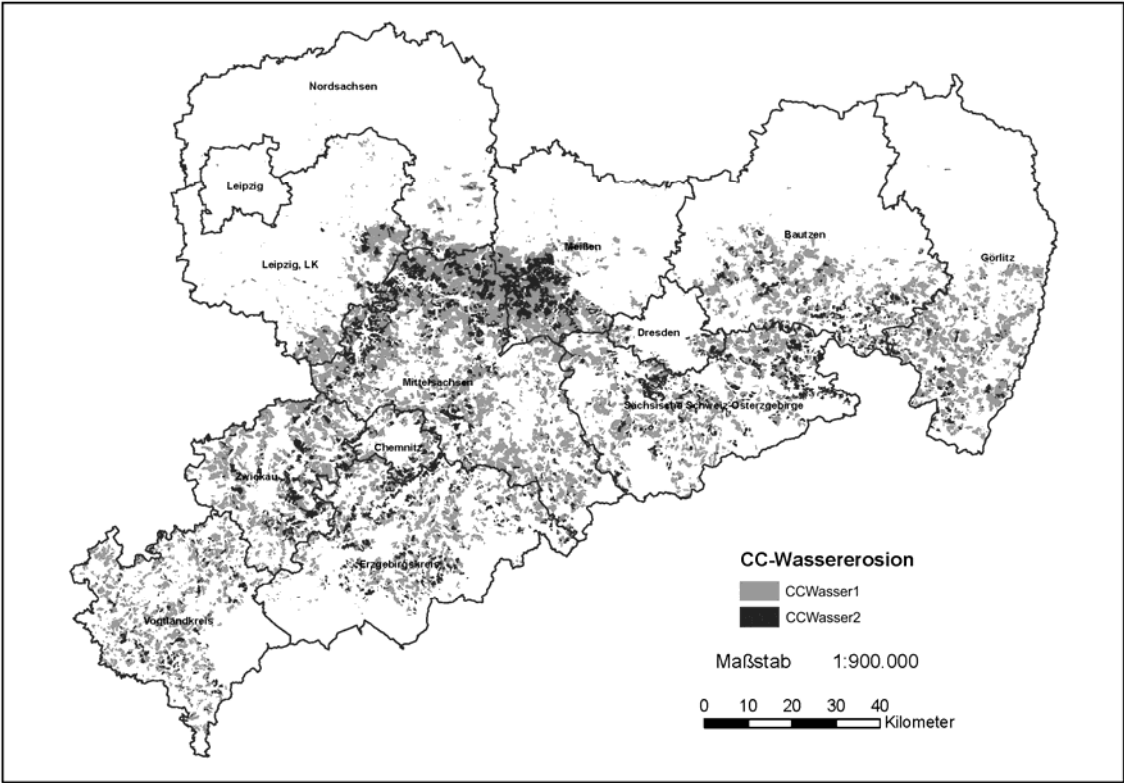 Nordsachsen
Leipzig
Leipzig, LK
Meißen
Bautzen
Görlitz
Dresden
Mittelsachsen
Sächsische Schweiz-Osterzgebirge
Chemnitz
Zwickau
Erzgebirgskreis
Vogtlandkreis
CC-Wassererosion
CCWasser1
CCWasser2
Maßstab 1:900.000
0 10 20 30 40
Kilometer